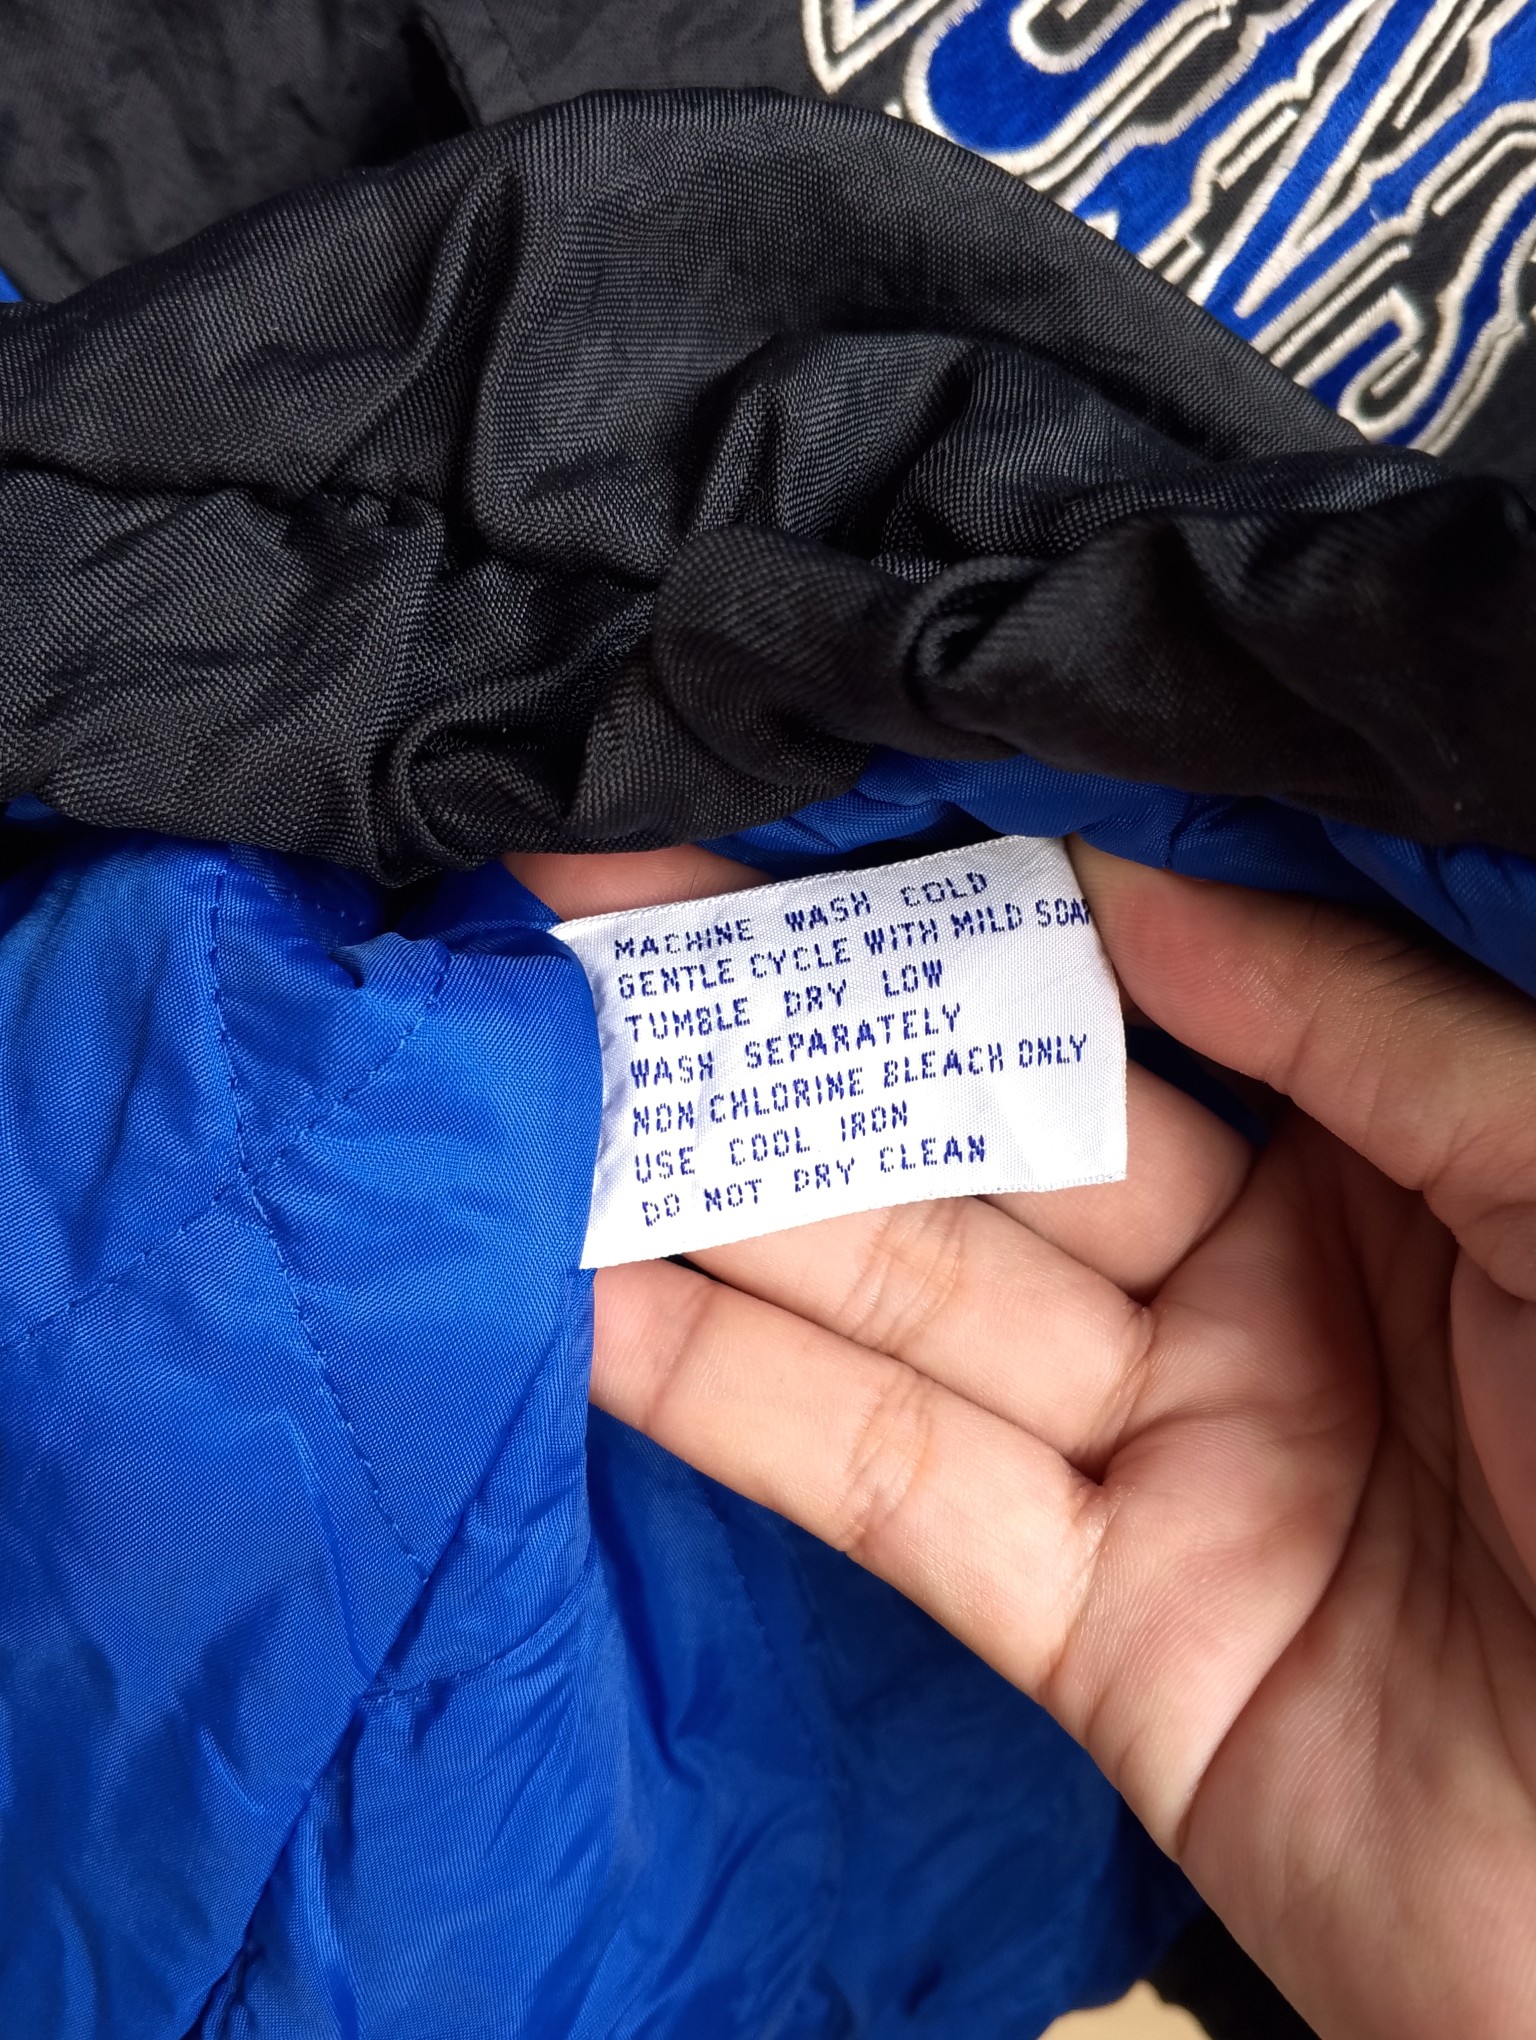 MACHINE WASH COLD
GENTLE CYCLE WITH MILD SOAP
TUMBLE DRY LOW
WASH SEPARATELY
NON CHLORINE BLEACH ONLY
USE COOL IRON
DO NOT DRY CLEAN